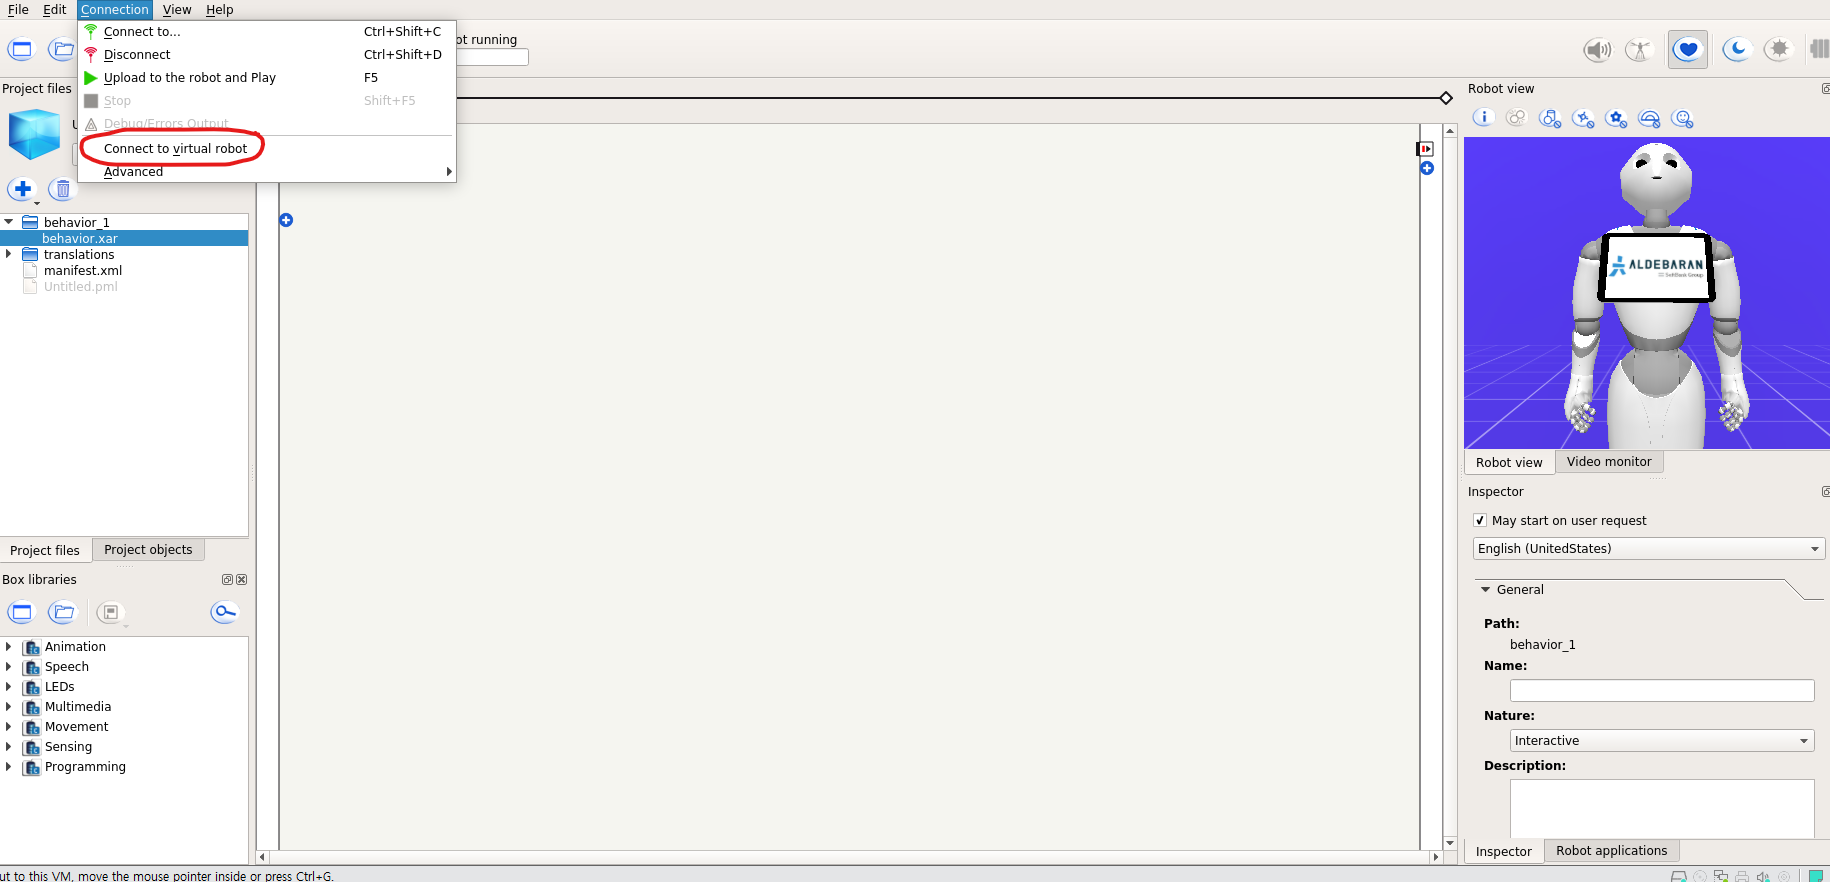 File Edit Connection View Help
Connect to... Ctrl+Shift+C
Disconnect Ctrl+Shift+D
ot running
Upload to the robot and Play F5
Stop Shift+F5
Debug/Errors Output
Connect to virtual robot
Advanced
Project files
behavior_1
behavior.xar
translations
manifest.xml
Untitled.pml
Project files Project objects
Box libraries
Animation
Speech
LEDs
Multimedia
Movement
Sensing
Programming
Robot view
ALDEBARAN
SoftBank Group
Robot view Video monitor
Inspector
May start on user request
English (UnitedStates)
General
Path:
behavior_1
Name:
Nature:
Interactive
Description:
Inspector Robot applications
ut to this VM, move the mouse pointer inside or press Ctrl+G.